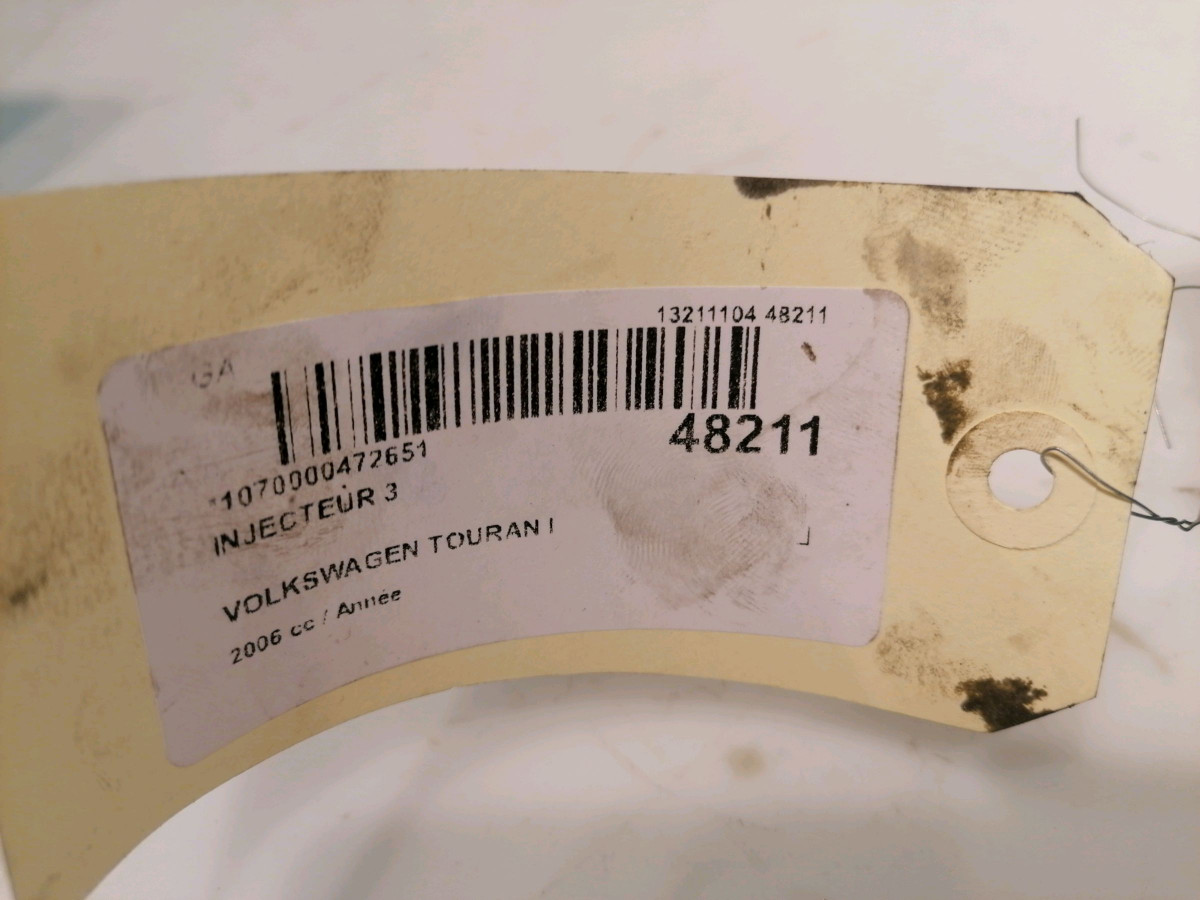 13211104 48211
GA
48211
*1070000472651
INJECTEUR 3
VOLKSWAGEN TOURAN I
2006 cc / Année